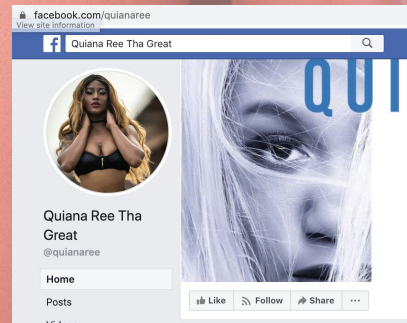 facebook.com/quianaree
View site information
f Quiana Ree Tha Great
QUI
Quiana Ree Tha
Great
@quianaree
Home
Posts
Like Follow Share ...